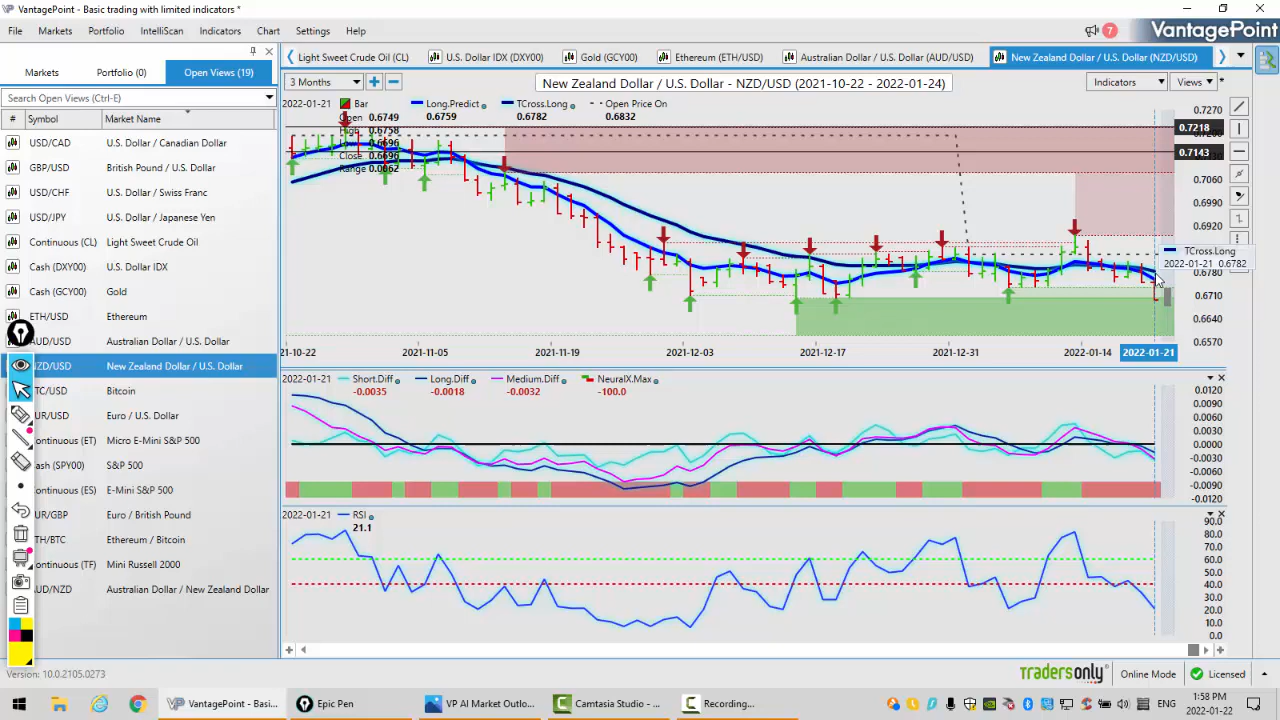 VantagePoint - Basic trading with limited indicators *
File Markets Portfolio IntelliScan Indicators Chart Settings Help
7
VantagePoint
Light Sweet Crude Oil (CL) U.S. Dollar IDX (DXY00) Gold (GCY00) Ethereum (ETH/USD) Australian Dollar / U.S. Dollar (AUD/USD) New Zealand Dollar / U.S. Dollar (NZD/USD)
Markets Portfolio (0) Open Views (19)
Search Open Views (Ctrl-E)
# Symbol Market Name
USD/CAD U.S. Dollar / Canadian Dollar
GBP/USD British Pound / U.S. Dollar
USD/CHF U.S. Dollar / Swiss Franc
USD/JPY U.S. Dollar / Japanese Yen
Continuous (CL) Light Sweet Crude Oil
Cash (DXY00) U.S. Dollar IDX
Cash (GCY00) Gold
ETH/USD Ethereum
AUD/USD Australian Dollar / U.S. Dollar
ZD/USD New Zealand Dollar / U.S. Dollar
TC/USD Bitcoin
UR/USD Euro / U.S. Dollar
ontinuous (ET) Micro E-Mini S&P 500
ash (SPY00) S&P 500
ontinuous (ES) E-Mini S&P 500
UR/GBP Euro / British Pound
TH/BTC Ethereum / Bitcoin
ontinuous (TF) Mini Russell 2000
UD/NZD Australian Dollar / New Zealand Dollar
Version: 10.0.2105.0273
3 Months
New Zealand Dollar / U.S. Dollar - NZD/USD (2021-10-22 - 2022-01-24)
Indicators Views
2022-01-21 Bar Long.Predict TCross.Long Open Price On
Open 0.6749 0.6759 0.6782 0.6832
High 0.6758
Low 0.6696
Close 0.6696
Range 0.0062
0.7270
0.7218
0.7143
0.7060
0.6990
0.6920
0.6780
0.6710
0.6640
0.6570
TCross.Long
2022-01-21 0.6782
1-10-22 2021-11-05 2021-11-19 2021-12-03 2021-12-17 2021-12-31 2022-01-14 2022-01-21
2022-01-21 Short.Diff Long.Diff Medium.Diff NeuralX.Max
-0.0035 -0.0018 -0.0032 -100.0
0.0120
0.0090
0.0060
0.0030
0.0000
-0.0030
-0.0060
-0.0090
-0.0120
2022-01-21 RSI
21.1
90.0
80.0
70.0
60.0
50.0
40.0
30.0
20.0
10.0
0.0
tradersonly Online Mode Licensed
VantagePoint - Basi... Epic Pen VP AI Market Outlo... Camtasia Studio - ... Recording...
1:58 PM
2022-01-22